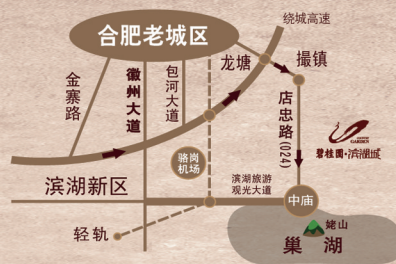 合肥老城区
绕城高速
龙塘
撮镇
金寨路
徽州大道
包河大道
店忠路(024)
骆岗
机场
碧桂園·滨湖城
滨湖新区
滨湖旅游
观光大道
中庙
轻轨
姥山
巢湖